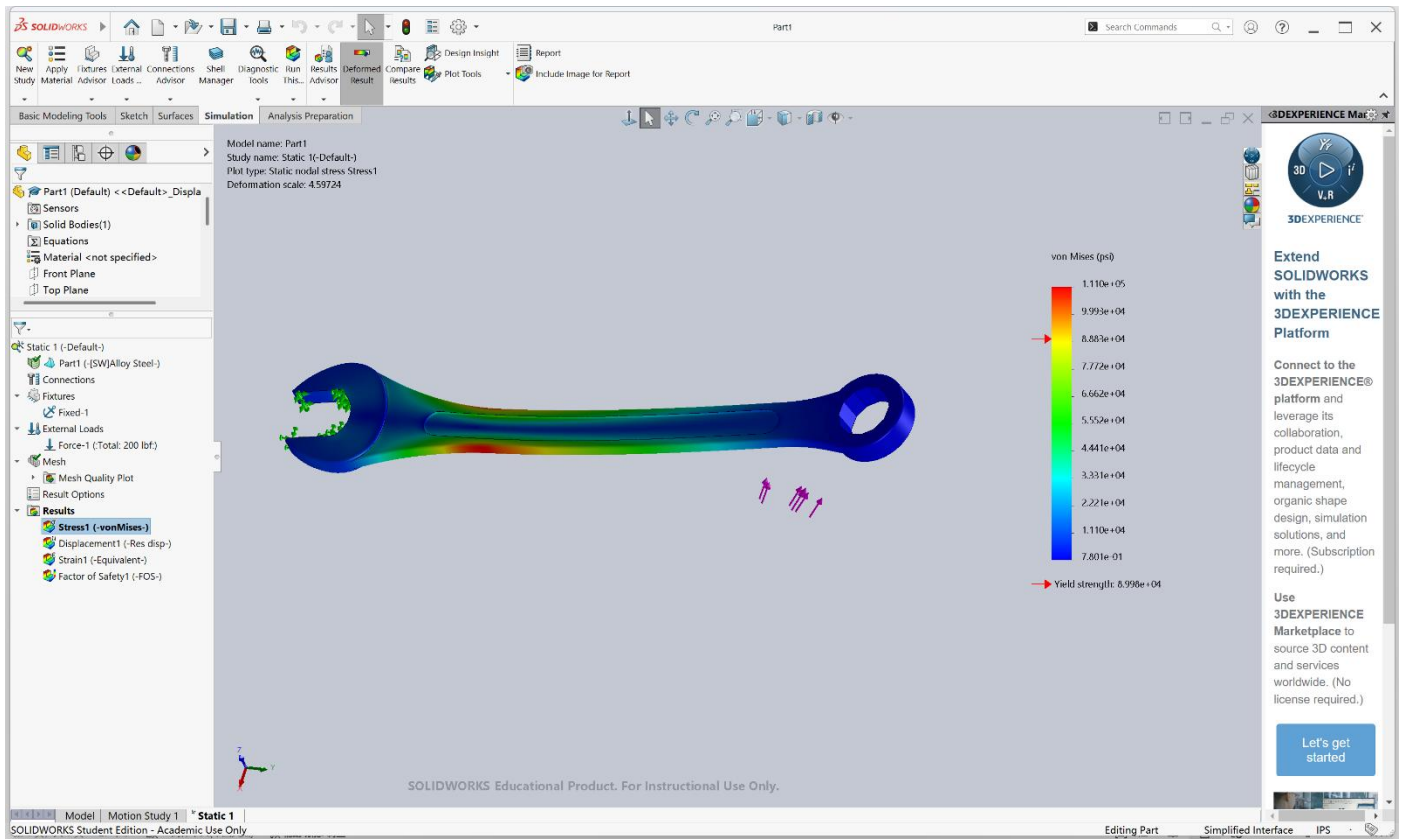 SOLIDWORKS
Part1
Search Commands
New Study
Apply Material
Fixtures Advisor
External Loads ...
Connections Advisor
Shell Manager
Diagnostic Tools
Run This...
Results Advisor
Deformed Result
Compare Results
Design Insight
Plot Tools
Report
Include Image for Report
Basic Modeling Tools
Sketch
Surfaces
Simulation
Analysis Preparation
Part1 (Default) <<Default>_Displa
Sensors
Solid Bodies(1)
Equations
Material <not specified>
Front Plane
Top Plane
Static 1 (-Default-)
Part1 (-[SW]Alloy Steel-)
Connections
Fixtures
Fixed-1
External Loads
Force-1 (:Total: 200 lbf:)
Mesh
Mesh Quality Plot
Result Options
Results
Stress1 (-vonMises-)
Displacement1 (-Res disp-)
Strain1 (-Equivalent-)
Factor of Safety1 (-FOS-)
Model name: Part1
Study name: Static 1(-Default-)
Plot type: Static nodal stress Stress1
Deformation scale: 4.59724
von Mises (psi)
1.110e+05
9.993e+04
8.883e+04
7.772e+04
6.662e+04
5.552e+04
4.441e+04
3.331e+04
2.221e+04
1.110e+04
7.801e-01
Yield strength: 8.998e+04
Z
Y
SOLIDWORKS Educational Product. For Instructional Use Only.
3DEXPERIENCE Mar
3D
V+R
3DEXPERIENCE
Extend
SOLIDWORKS
with the
3DEXPERIENCE
Platform
Connect to the
3DEXPERIENCE®
platform and
leverage its
collaboration,
product data and
lifecycle
management,
organic shape
design, simulation
solutions, and
more. (Subscription
required.)
Use
3DEXPERIENCE
Marketplace to
source 3D content
and services
worldwide. (No
license required.)
Let's get
started
Model
Motion Study 1
Static 1
SOLIDWORKS Student Edition - Academic Use Only
Editing Part
Simplified Interface
IPS